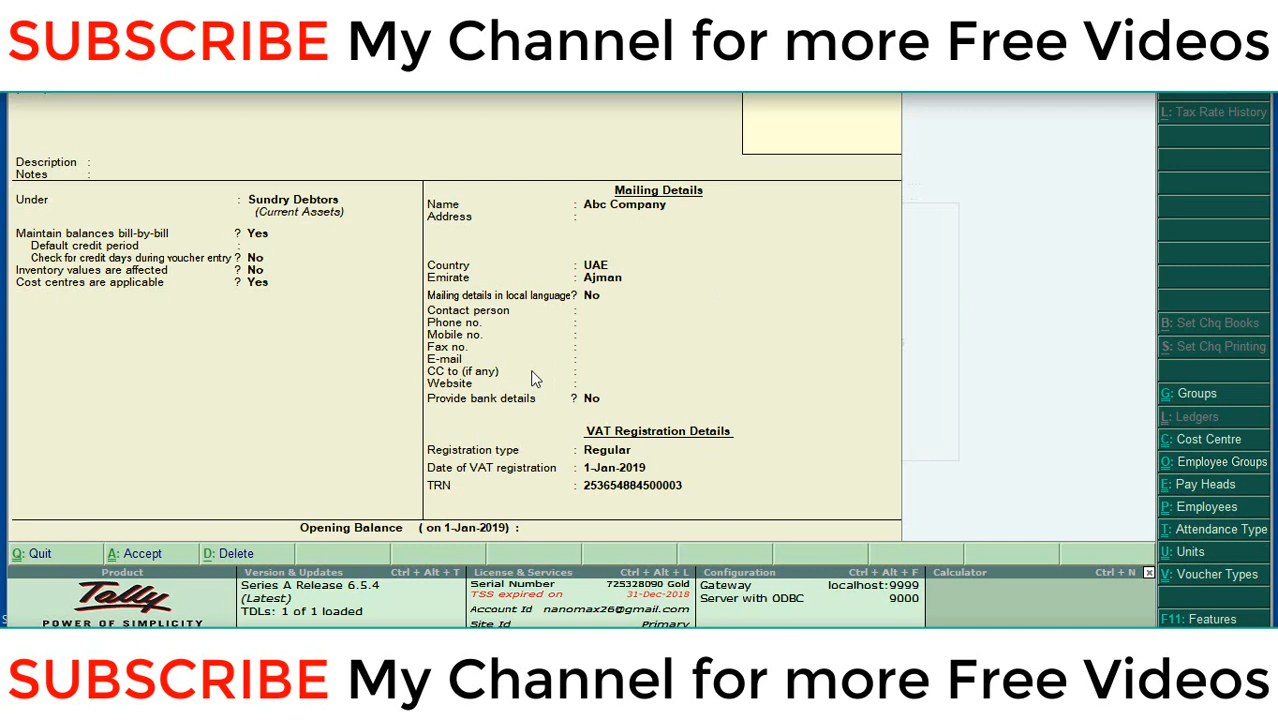 SUBSCRIBE My Channel for more Free Videos
L: Tax Rate History
Description :
Notes :
Under : Sundry Debtors
(Current Assets)
Maintain balances bill-by-bill ? Yes
Default credit period :
Check for credit days during voucher entry ? No
Inventory values are affected ? No
Cost centres are applicable ? Yes
Mailing Details
Name : Abc Company
Address :
Country : UAE
Emirate : Ajman
Mailing details in local language? No
Contact person :
Phone no. :
Mobile no. :
Fax no. :
E-mail :
CC to (if any) :
Website :
Provide bank details ? No
VAT Registration Details
Registration type : Regular
Date of VAT registration : 1-Jan-2019
TRN : 253654884500003
Opening Balance ( on 1-Jan-2019) :
B: Set Chq Books
S: Set Chq Printing
G: Groups
L: Ledgers
C: Cost Centre
O: Employee Groups
E: Pay Heads
P: Employees
T: Attendance Type
U: Units
V: Voucher Types
F11: Features
Q: Quit A: Accept D: Delete
Product
Tally
POWER OF SIMPLICITY
Version & Updates Ctrl + Alt + T
Series A Release 6.5.4
(Latest)
TDLs: 1 of 1 loaded
License & Services Ctrl + Alt + L
Serial Number 725328090 Gold
TSS expired on 31-Dec-2018
Account Id nanomax26@gmail.com
Site Id Primary
Configuration Ctrl + Alt + F
Gateway localhost:9999
Server with ODBC 9000
Calculator Ctrl + N x
SUBSCRIBE My Channel for more Free Videos